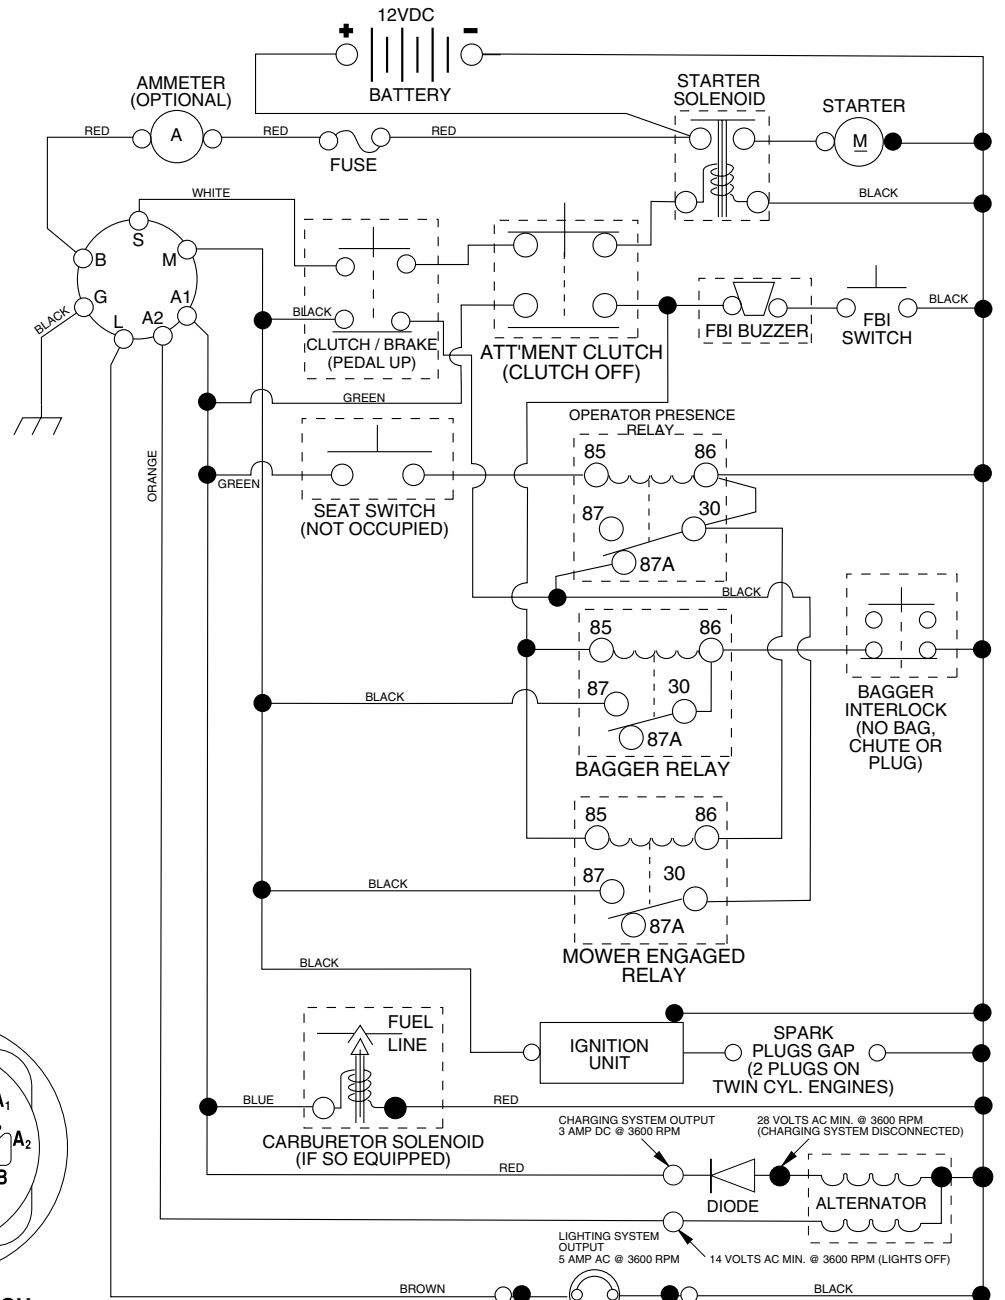 12VDC
+
-
BATTERY
AMMETER
(OPTIONAL)
A
RED
RED
RED
FUSE
STARTER
SOLENOID
STARTER
M
BLACK
WHITE
S
B
M
G
A1
A2
L
BLACK
BLACK
CLUTCH / BRAKE
(PEDAL UP)
ATT'MENT CLUTCH
(CLUTCH OFF)
FBI BUZZER
FBI
SWITCH
BLACK
GREEN
OPERATOR PRESENCE
RELAY
85
86
87
30
87A
GREEN
ORANGE
SEAT SWITCH
(NOT OCCUPIED)
BLACK
85
86
87
30
87A
BAGGER RELAY
BLACK
BAGGER
INTERLOCK
(NO BAG,
CHUTE OR
PLUG)
85
86
87
30
87A
MOWER ENGAGED
RELAY
BLACK
BLACK
FUEL
LINE
IGNITION
UNIT
SPARK
PLUGS GAP
(2 PLUGS ON
TWIN CYL. ENGINES)
BLUE
RED
CARBURETOR SOLENOID
(IF SO EQUIPPED)
CHARGING SYSTEM OUTPUT
3 AMP DC @ 3600 RPM
28 VOLTS AC MIN. @ 3600 RPM
(CHARGING SYSTEM DISCONNECTED)
RED
DIODE
ALTERNATOR
LIGHTING SYSTEM
OUTPUT
5 AMP AC @ 3600 RPM
14 VOLTS AC MIN. @ 3600 RPM (LIGHTS OFF)
BROWN
BLACK
A1
A2
B